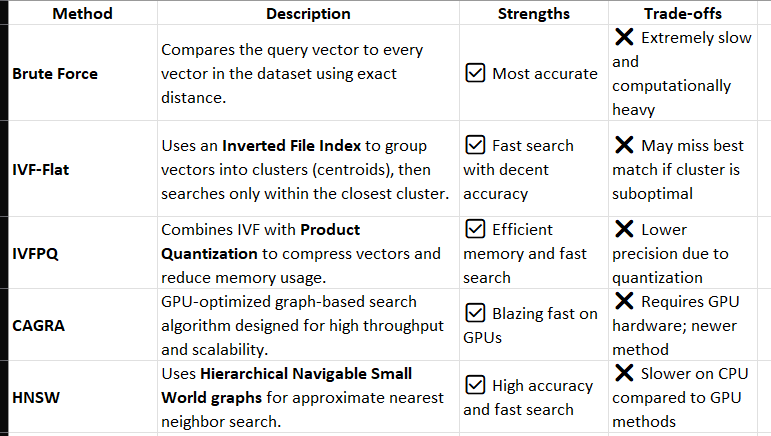 Method Description Strengths Trade-offs
Brute Force
Compares the query vector to every
vector in the dataset using exact
distance.
☑ Most accurate
❌ Extremely slow
and
computationally
heavy
IVF-Flat
Uses an Inverted File Index to group
vectors into clusters (centroids), then
searches only within the closest cluster.
☑ Fast search
with decent
accuracy
❌ May miss best
match if cluster is
suboptimal
IVFPQ
Combines IVF with Product
Quantization to compress vectors and
reduce memory usage.
☑ Efficient
memory and fast
search
❌ Lower
precision due to
quantization
CAGRA
GPU-optimized graph-based search
algorithm designed for high throughput
and scalability.
☑ Blazing fast on
GPUs
❌ Requires GPU
hardware; newer
method
HNSW
Uses Hierarchical Navigable Small
World graphs for approximate nearest
neighbor search.
☑ High accuracy
and fast search
❌ Slower on CPU
compared to GPU
methods